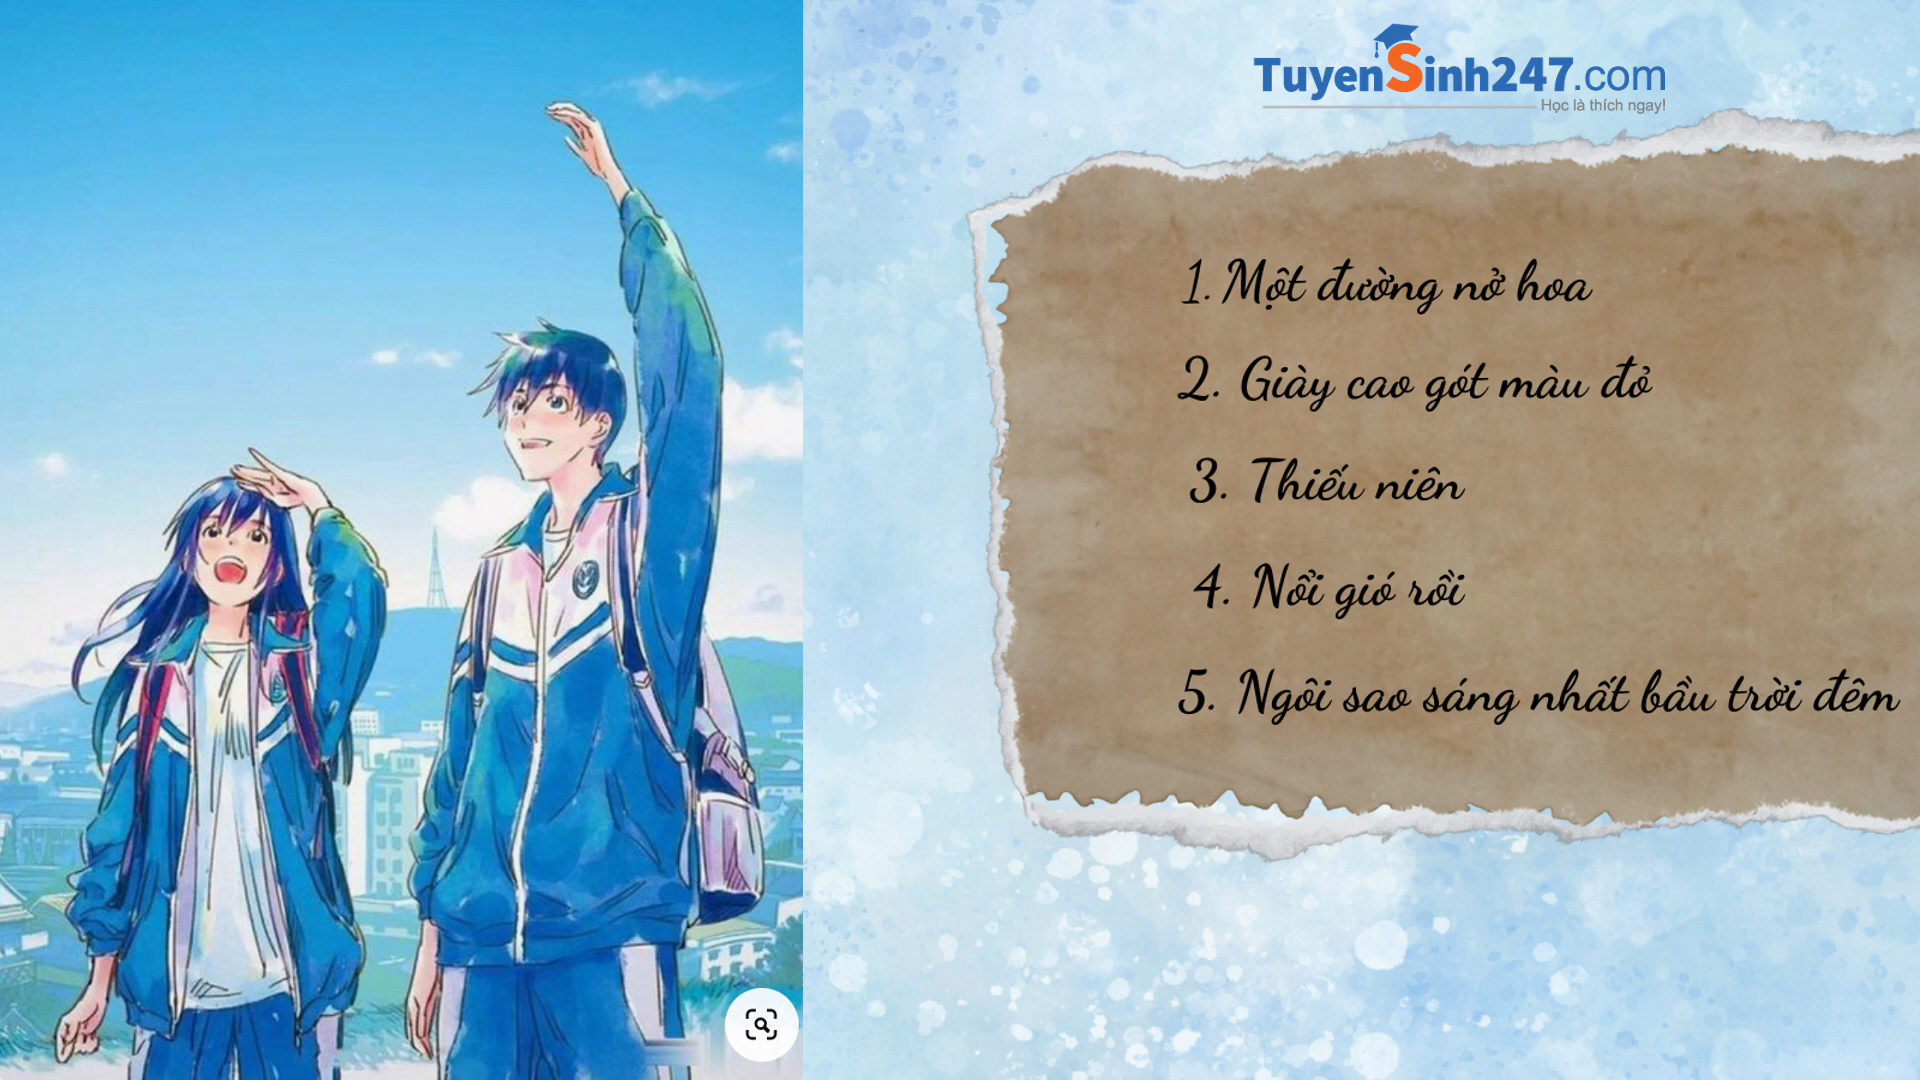 TuyenSinh247.com
Học là thích ngay!
1. Một đường nở hoa
2. Giày cao gót màu đỏ
3. Thiếu niên
4. Nổi gió rồi
5. Ngôi sao sáng nhất bầu trời đêm